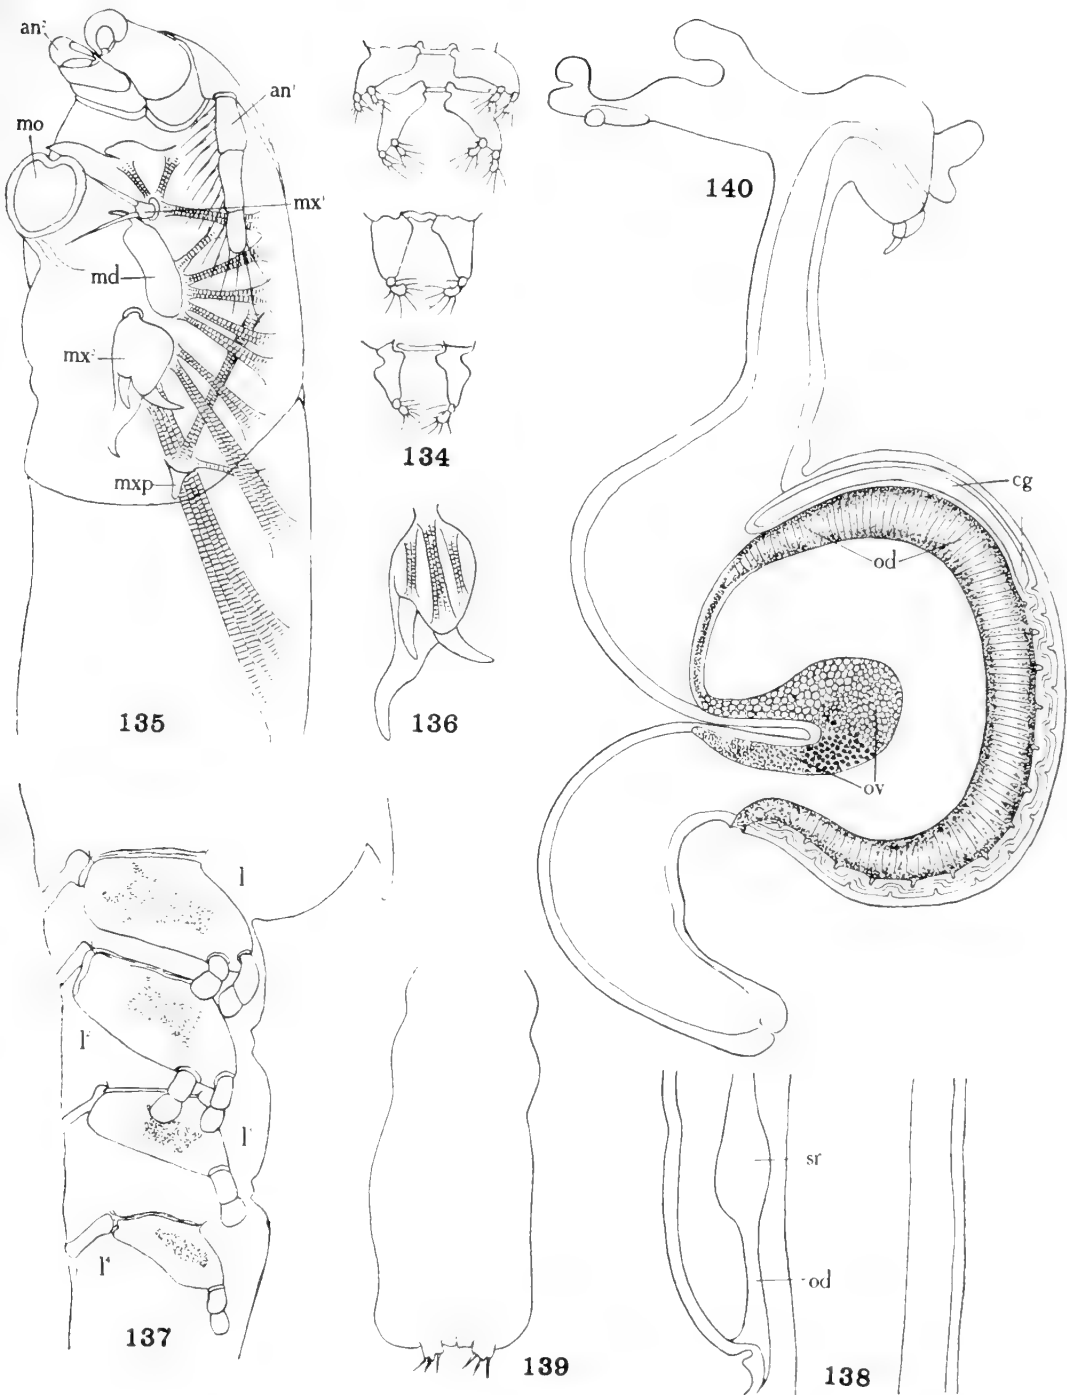 an²
an¹
mo
mx¹
md
mx²
mxp
134
135
136
140
cg
od
ov
l
l²
l³
l⁴
137
139
sr
od
138